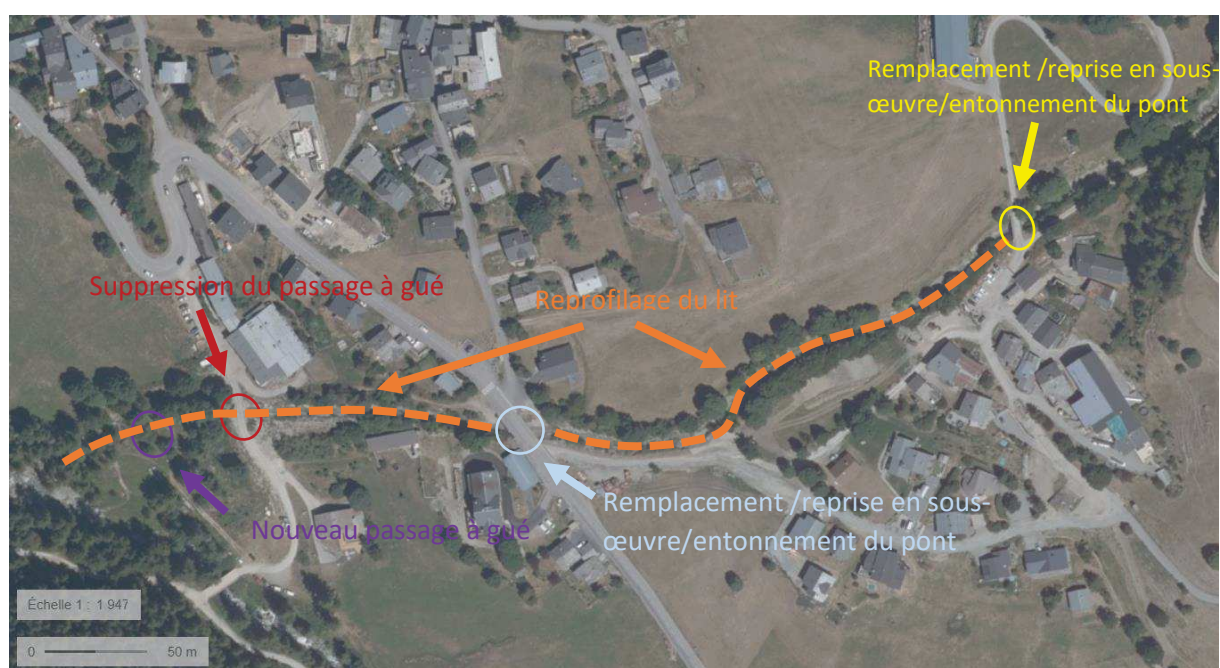 Remplacement /reprise en sous-
œuvre/entonnement du pont
Suppression du passage à gué
Reprofilage du lit
Remplacement /reprise en sous-
œuvre/entonnement du pont
Nouveau passage à gué
Échelle 1 : 1 947
0 50 m